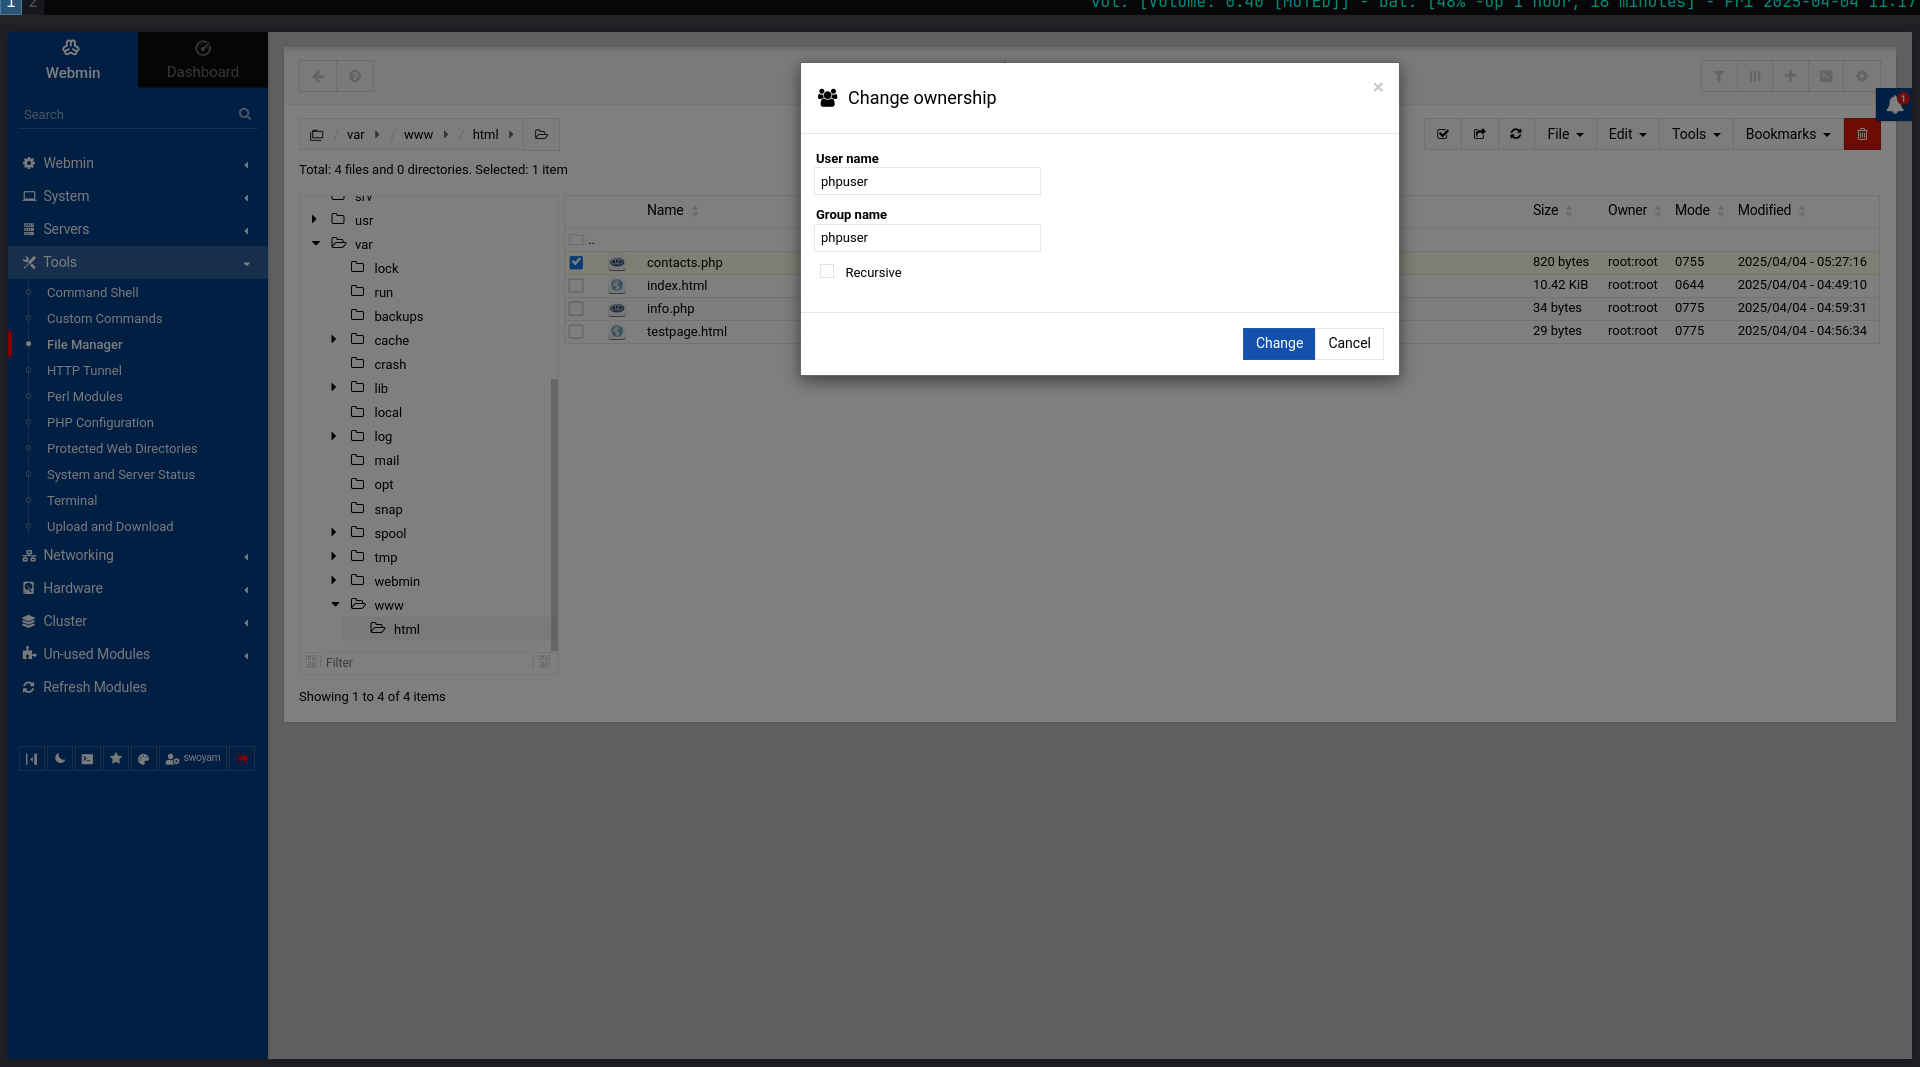 1 2
Vol: [Volume: 0.40 [MUTED]] - Bat: [48% -Up 1 hour, 18 minutes] - Fri 2025-04-04 11:17
Webmin
Dashboard
Search
Webmin
System
Servers
Tools
Command Shell
Custom Commands
File Manager
HTTP Tunnel
Perl Modules
PHP Configuration
Protected Web Directories
System and Server Status
Terminal
Upload and Download
Networking
Hardware
Cluster
Un-used Modules
Refresh Modules
swoyam
/ var / www / html
File Edit Tools Bookmarks
1
Total: 4 files and 0 directories. Selected: 1 item
srv
usr
var
lock
run
backups
cache
crash
lib
local
log
mail
opt
snap
spool
tmp
webmin
www
html
Filter
Showing 1 to 4 of 4 items
Name Size Owner Mode Modified
..
contacts.php 820 bytes root:root 0755 2025/04/04 - 05:27:16
index.html 10.42 KiB root:root 0644 2025/04/04 - 04:49:10
info.php 34 bytes root:root 0775 2025/04/04 - 04:59:31
testpage.html 29 bytes root:root 0775 2025/04/04 - 04:56:34
Change ownership
×
User name
phpuser
Group name
phpuser
Recursive
Change Cancel